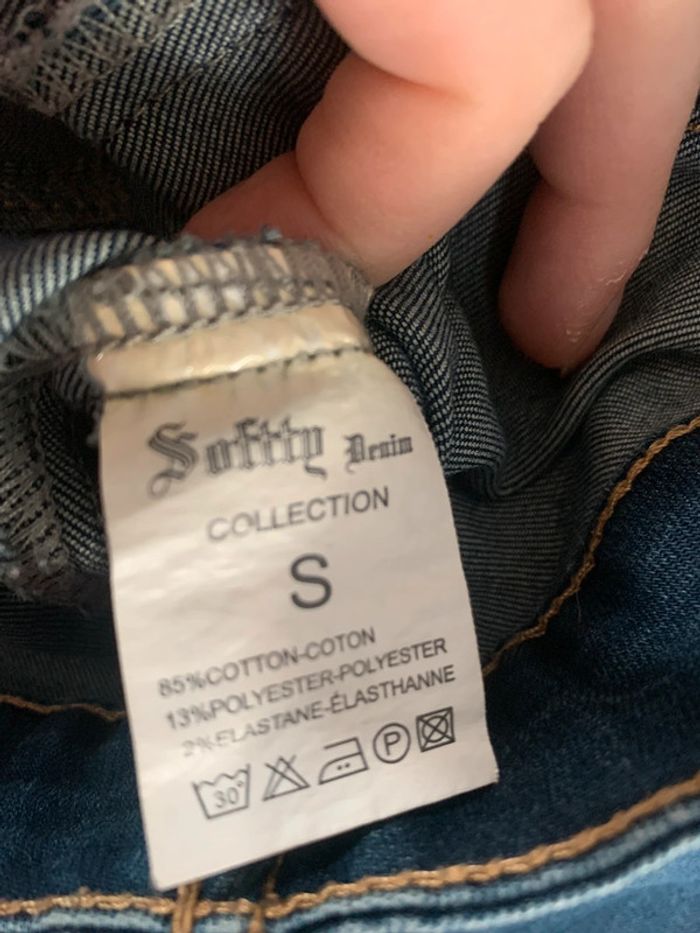 Softty Denim
COLLECTION
S
85%COTTON-COTON
13%POLYESTER-POLYESTER
2%ELASTANE-ÉLASTHANNE
30° P